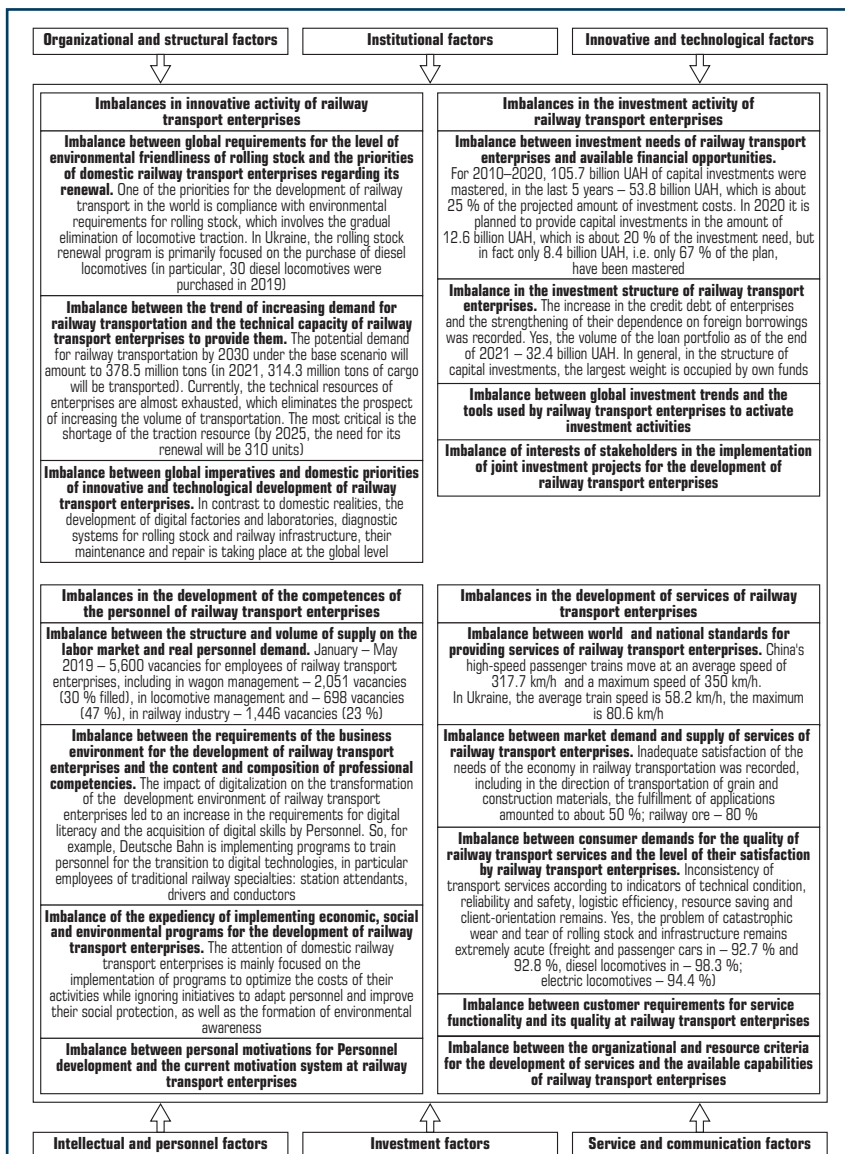 Organizational and structural factors
Institutional factors
Innovative and technological factors
Imbalances in innovative activity of railway
transport enterprises
Imbalance between global requirements for the level of
environmental friendliness of rolling stock and the priorities
of domestic railway transport enterprises regarding its
renewal. One of the priorities for the development of railway
transport in the world is compliance with environmental
requirements for rolling stock, which involves the gradual
elimination of locomotive traction. In Ukraine, the rolling stock
renewal program is primarily focused on the purchase of diesel
locomotives (in particular, 30 diesel locomotives were
purchased in 2019)
Imbalance between the trend of increasing demand for
railway transportation and the technical capacity of railway
transport enterprises to provide them. The potential demand
for railway transportation by 2030 under the base scenario will
amount to 378.5 million tons (in 2021, 314.3 million tons of cargo
will be transported). Currently, the technical resources of
enterprises are almost exhausted, which eliminates the prospect
of increasing the volume of transportation. The most critical is
the shortage of the traction resource (by 2025, the need for its
renewal will be 310 units)
Imbalance between global imperatives and domestic priorities
of innovative and technological development of railway
transport enterprises. In contrast to domestic realities, the
development of digital factories and laboratories, diagnostic
systems for rolling stock and railway infrastructure, their
maintenance and repair is taking place at the global level
Imbalances in the investment activity of
railway transport enterprises
Imbalance between investment needs of railway transport
enterprises and available financial opportunities.
For 2010–2020, 105.7 billion UAH of capital investments were
mastered, in the last 5 years – 53.8 billion UAH, which is about
25 % of the projected amount of investment costs. In 2020 it is
planned to provide capital investments in the amount of
12.6 billion UAH, which is about 20 % of the investment need, but
in fact only 8.4 billion UAH, i.e. only 67 % of the plan,
have been mastered
Imbalance in the investment structure of railway transport
enterprises. The increase in the credit debt of enterprises
and the strengthening of their dependence on foreign borrowings
was recorded. Yes, the volume of the loan portfolio as of the end
of 2021 – 32.4 billion UAH. In general, in the structure of
capital investments, the largest weight is occupied by own funds
Imbalance between global investment trends and the
tools used by railway transport enterprises to activate
investment activities
Imbalance of interests of stakeholders in the implementation
of joint investment projects for the development of
railway transport enterprises
Imbalances in the development of the competences of
the personnel of railway transport enterprises
Imbalance between the structure and volume of supply on the
labor market and real personnel demand. January – May
2019 – 5,600 vacancies for employees of railway transport
enterprises, including in wagon management – 2,051 vacancies
(30 % filled), in locomotive management and – 698 vacancies
(47 %), in railway industry – 1,446 vacancies (23 %)
Imbalance between the requirements of the business
environment for the development of railway transport
enterprises and the content and composition of professional
competencies. The impact of digitalization on the transformation
of the development environment of railway transport
enterprises led to an increase in the requirements for digital
literacy and the acquisition of digital skills by Personnel. So, for
example, Deutsche Bahn is implementing programs to
train personnel for the transition to digital technologies, in particular
employees of traditional railway specialties: station attendants,
drivers and conductors
Imbalance of the expediency of implementing economic, social
and environmental programs for the development of railway
transport enterprises. The attention of domestic railway
transport enterprises is mainly focused on the
implementation of programs to optimize the costs of their
activities while ignoring initiatives to adapt personnel and improve
their social protection, as well as the formation of environmental
awareness
Imbalance between personal motivations for Personnel
development and the current motivation system at railway
transport enterprises
Imbalances in the development of services of railway
transport enterprises
Imbalance between world and national standards for
providing services of railway transport enterprises. China's
high-speed passenger trains move at an average speed of
317.7 km/h and a maximum speed of 350 km/h.
In Ukraine, the average train speed is 58.2 km/h, the maximum
is 80.6 km/h
Imbalance between market demand and supply of services of
railway transport enterprises. Inadequate satisfaction of the
needs of the economy in railway transportation was recorded,
including in the direction of transportation of grain and
construction materials, the fulfillment of applications
amounted to about 50 %; railway ore – 80 %
Imbalance between consumer demands for the quality of
railway transport services and the level of their satisfaction
by railway transport enterprises. Inconsistency of
transport services according to indicators of technical condition,
reliability and safety, logistic efficiency, resource saving and
client-orientation remains. Yes, the problem of catastrophic
wear and tear of rolling stock and infrastructure remains
extremely acute (freight and passenger cars in – 92.7 % and
92.8 %, diesel locomotives in – 98.3 %;
electric locomotives – 94.4 %)
Imbalance between customer requirements for service
functionality and its quality at railway transport enterprises
Imbalance between the organizational and resource criteria
for the development of services and the available capabilities
of railway transport enterprises
Intellectual and personnel factors
Investment factors
Service and communication factors